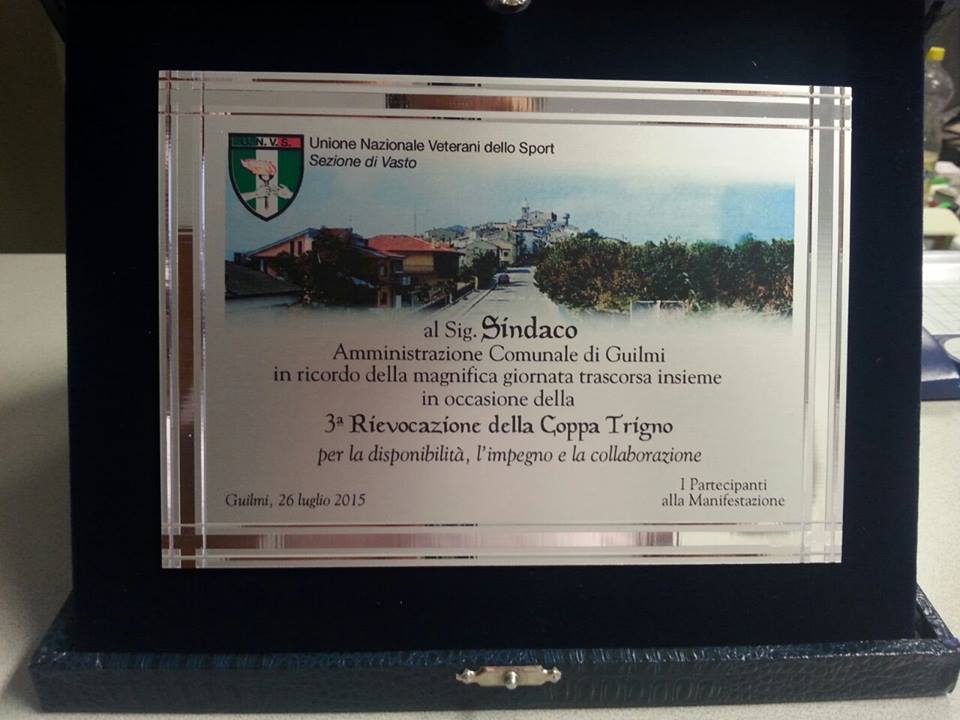 U.N.V.S.
Unione Nazionale Veterani dello Sport
Sezione di Vasto
al Sig. Sindaco
Amministrazione Comunale di Guilmi
in ricordo della magnifica giornata trascorsa insieme
in occasione della
3ª Rievocazione della Coppa Trigno
per la disponibilità, l'impegno e la collaborazione
Guilmi, 26 luglio 2015
I Partecipanti
alla Manifestazione